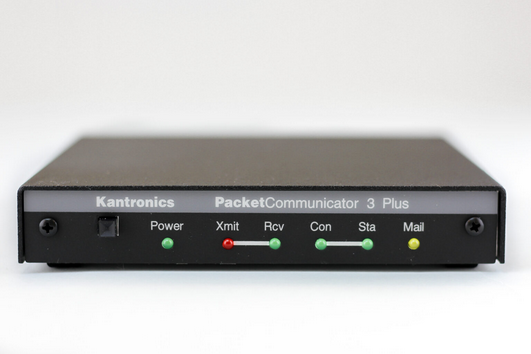 Kantronics PacketCommunicator 3 Plus
Power Xmit Rcv Con Sta Mail